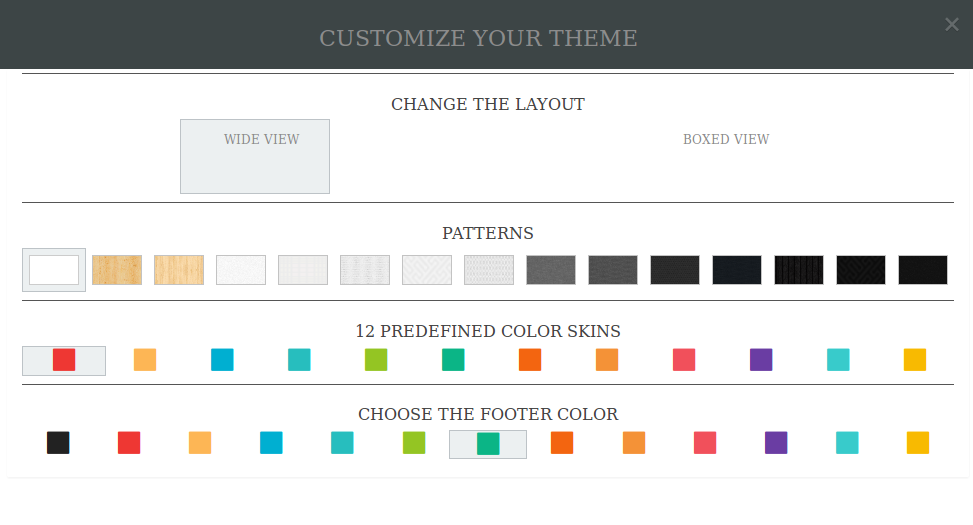 CUSTOMIZE YOUR THEME
CHANGE THE LAYOUT
WIDE VIEW
BOXED VIEW
PATTERNS
12 PREDEFINED COLOR SKINS
CHOOSE THE FOOTER COLOR